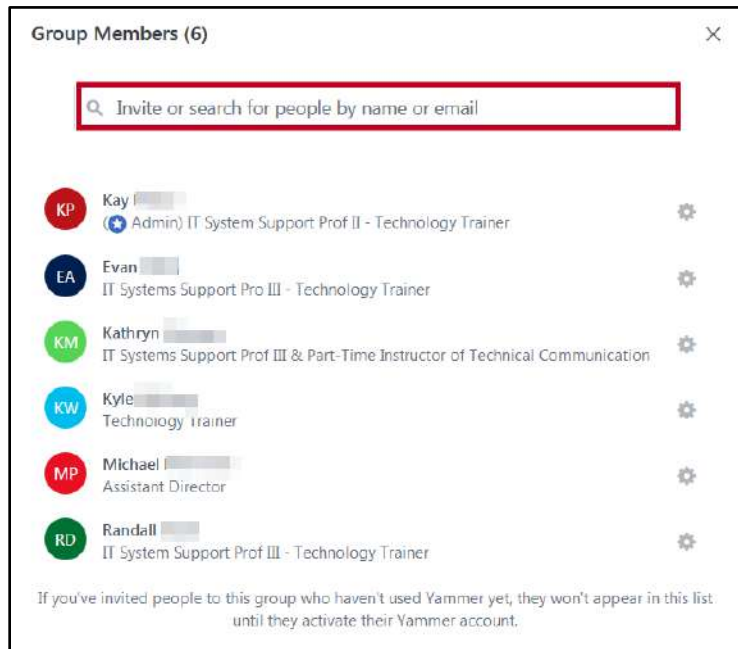 Group Members (6)
Invite or search for people by name or email
KP
Kay
(Admin) IT System Support Prof II - Technology Trainer
EA
Evan
IT Systems Support Pro III - Technology Trainer
KM
Kathryn
IT Systems Support Prof III & Part-Time Instructor of Technical Communication
KW
Kyle
Technology Trainer
MP
Michael
Assistant Director
RD
Randall
IT System Support Prof III - Technology Trainer
If you've invited people to this group who haven't used Yammer yet, they won't appear in this list
until they activate their Yammer account.